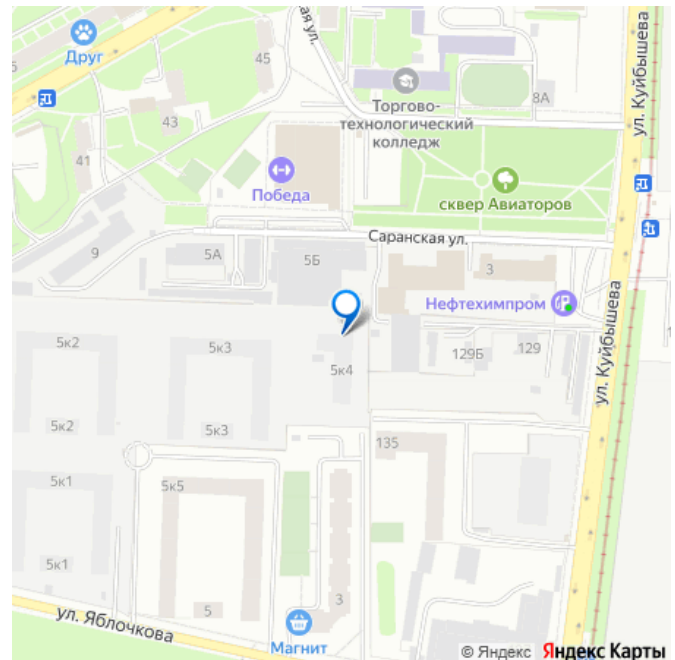 Друг
45
43
41
9
5А
5Б
ская ул.
Торгово-
технологический
колледж
8А
ул. Куйбышева
Победа
сквер Авиаторов
Саранская ул.
3
Нефтехимпром
129Б
129
ул. Куйбышева
5к2
5к3
5к4
5к2
5к3
135
5к1
5к5
5к1
5
3
ул. Яблочкова
Магнит
© Яндекс Яндекс Карты